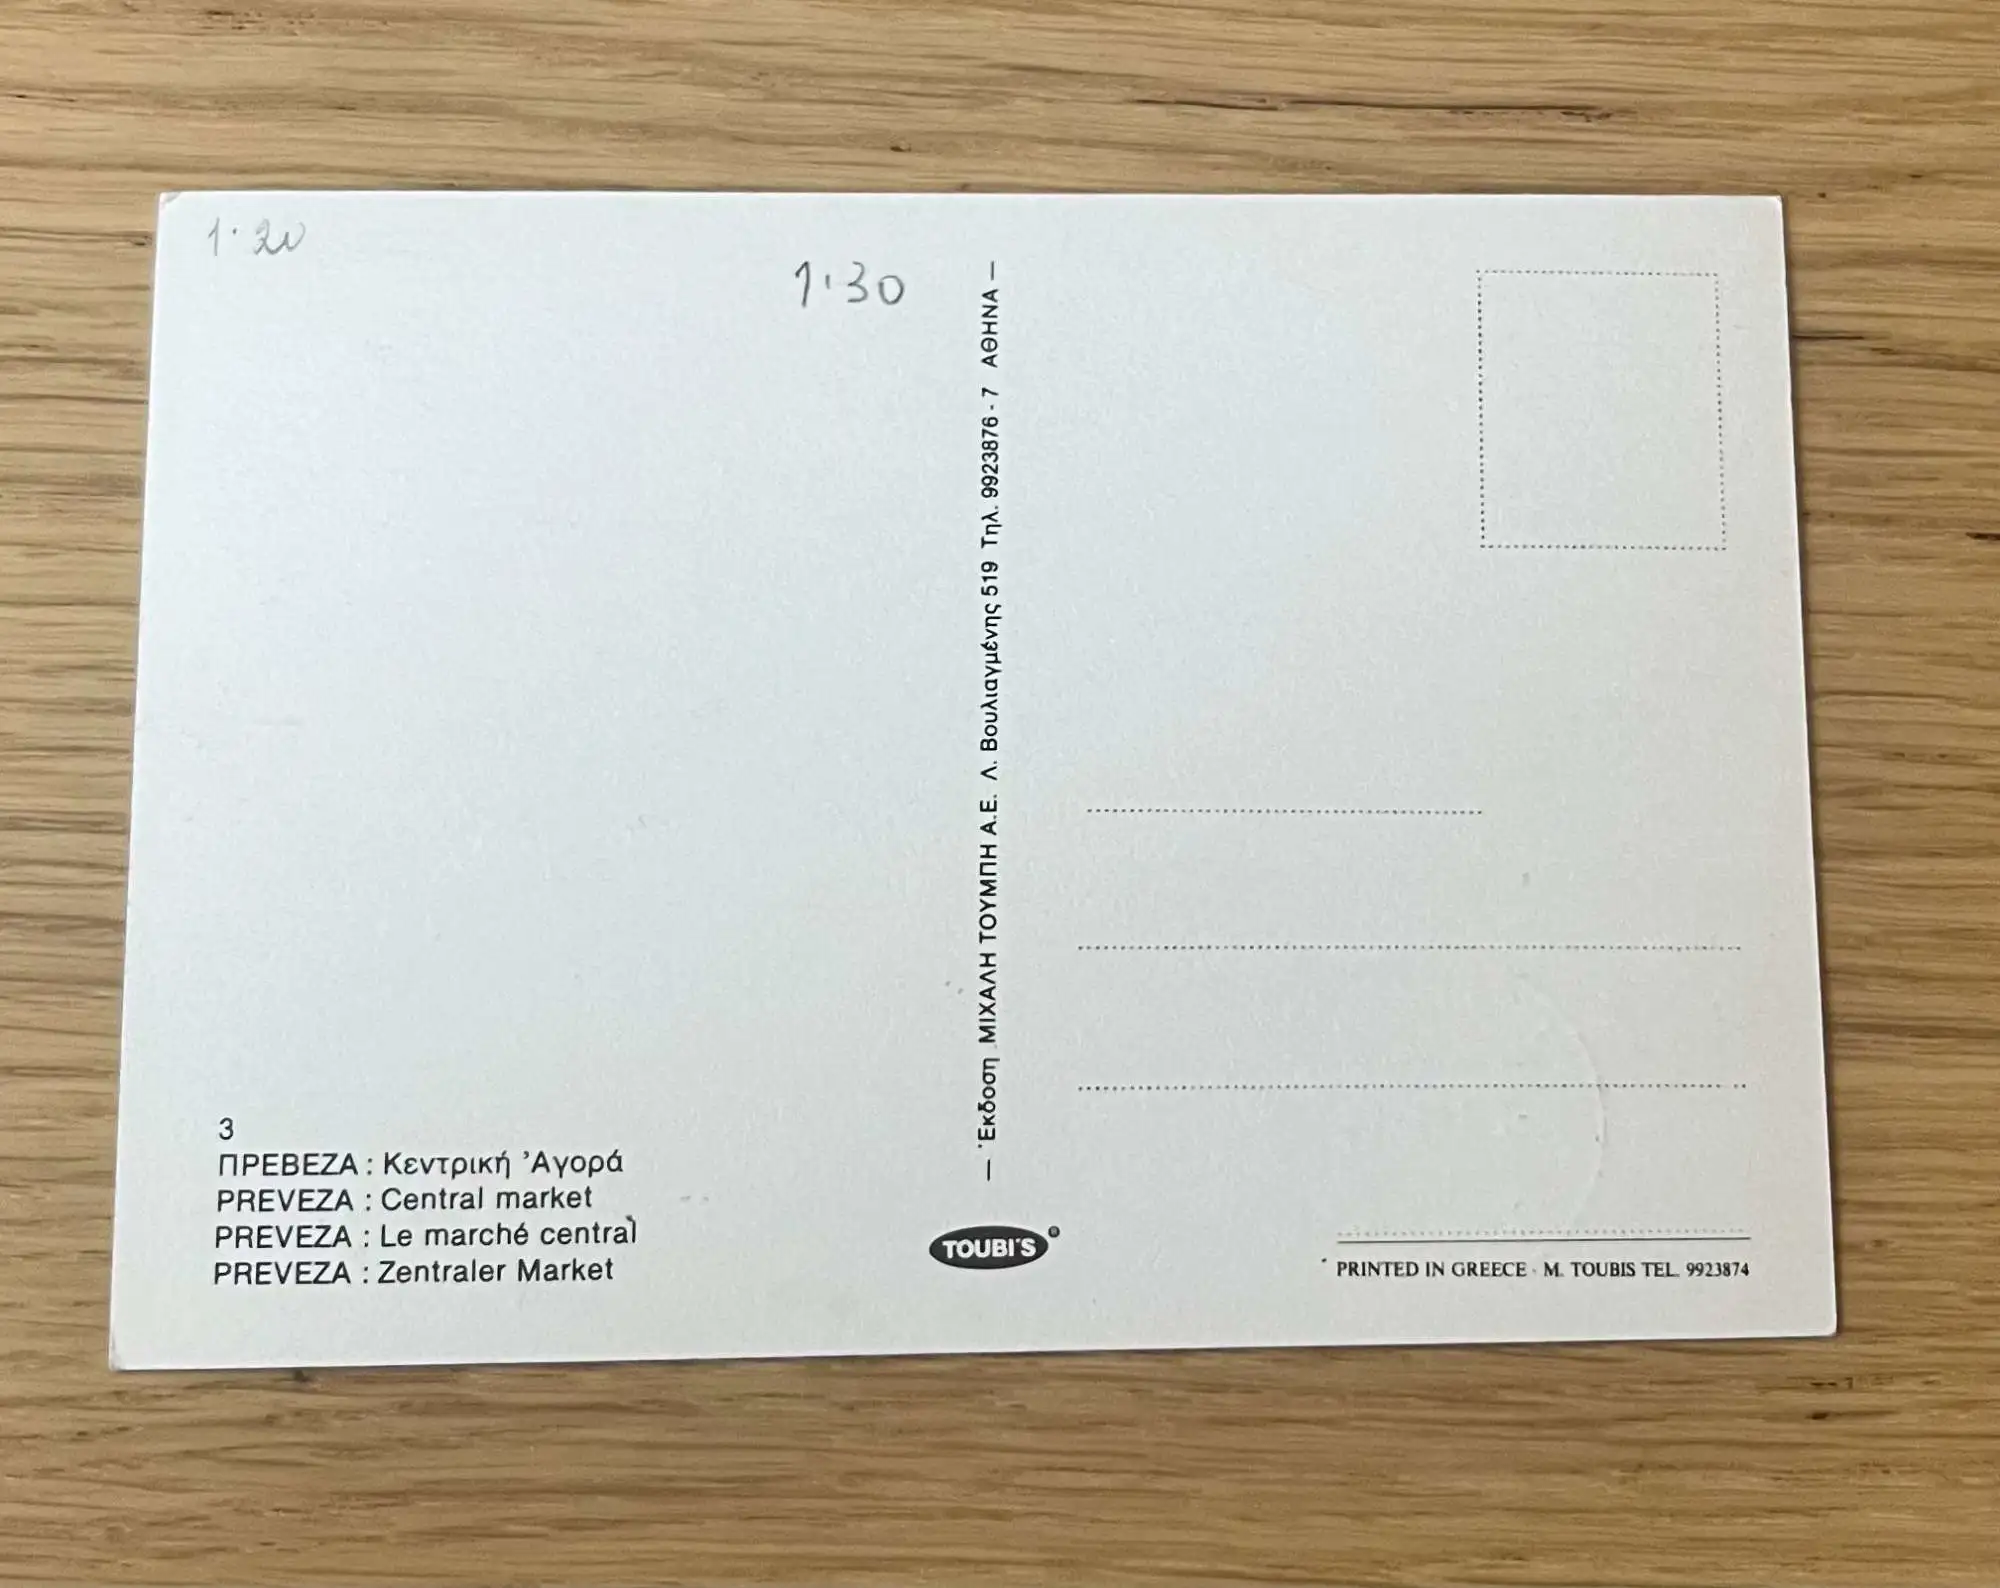 1.20
1.30
— Έκδοση ΜΙΧΑΛΗ ΤΟΥΜΠΗ Α.Ε. Λ. Βουλιαγμένης 519 Τηλ. 9923876 - 7 ΑΘΗΝΑ —
3
ΠΡΕΒΕΖΑ : Κεντρική 'Αγορά
PREVEZA : Central market
PREVEZA : Le marché central
PREVEZA : Zentraler Market
TOUBI'S ®
PRINTED IN GREECE · M. TOUBIS TEL. 9923874